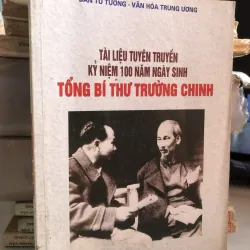 BAN TƯ TƯỞNG - VĂN HÓA TRUNG ƯƠNG
TÀI LIỆU TUYÊN TRUYỀN
KỶ NIỆM 100 NĂM NGÀY SINH
TỔNG BÍ THƯ TRƯỜNG CHINH